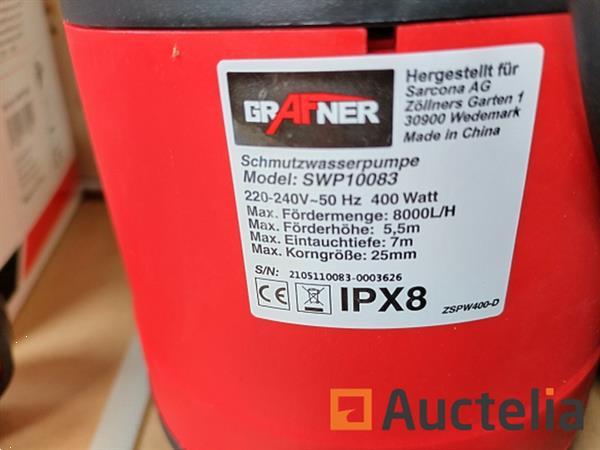 GRAFNER
Hergestellt für
Sarcona AG
Zöllners Garten 1
30900 Wedemark
Made in China
Schmutzwasserpumpe
Model: SWP10083
220-240V~50 Hz 400 Watt
Max. Fördermenge: 8000L/H
Max. Förderhöhe: 5,5m
Max. Eintauchtiefe: 7m
Max. Korngröße: 25mm
S/N: 2105110083-0003626
CE IPX8
ZSPW400-D
Auctelia